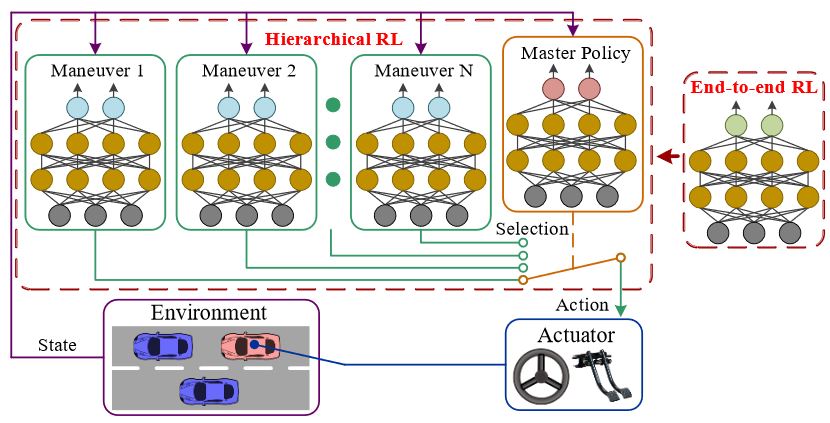 Hierarchical RL
Maneuver 1
Maneuver 2
Maneuver N
Master Policy
End-to-end RL
Selection
Environment
Action
State
Actuator